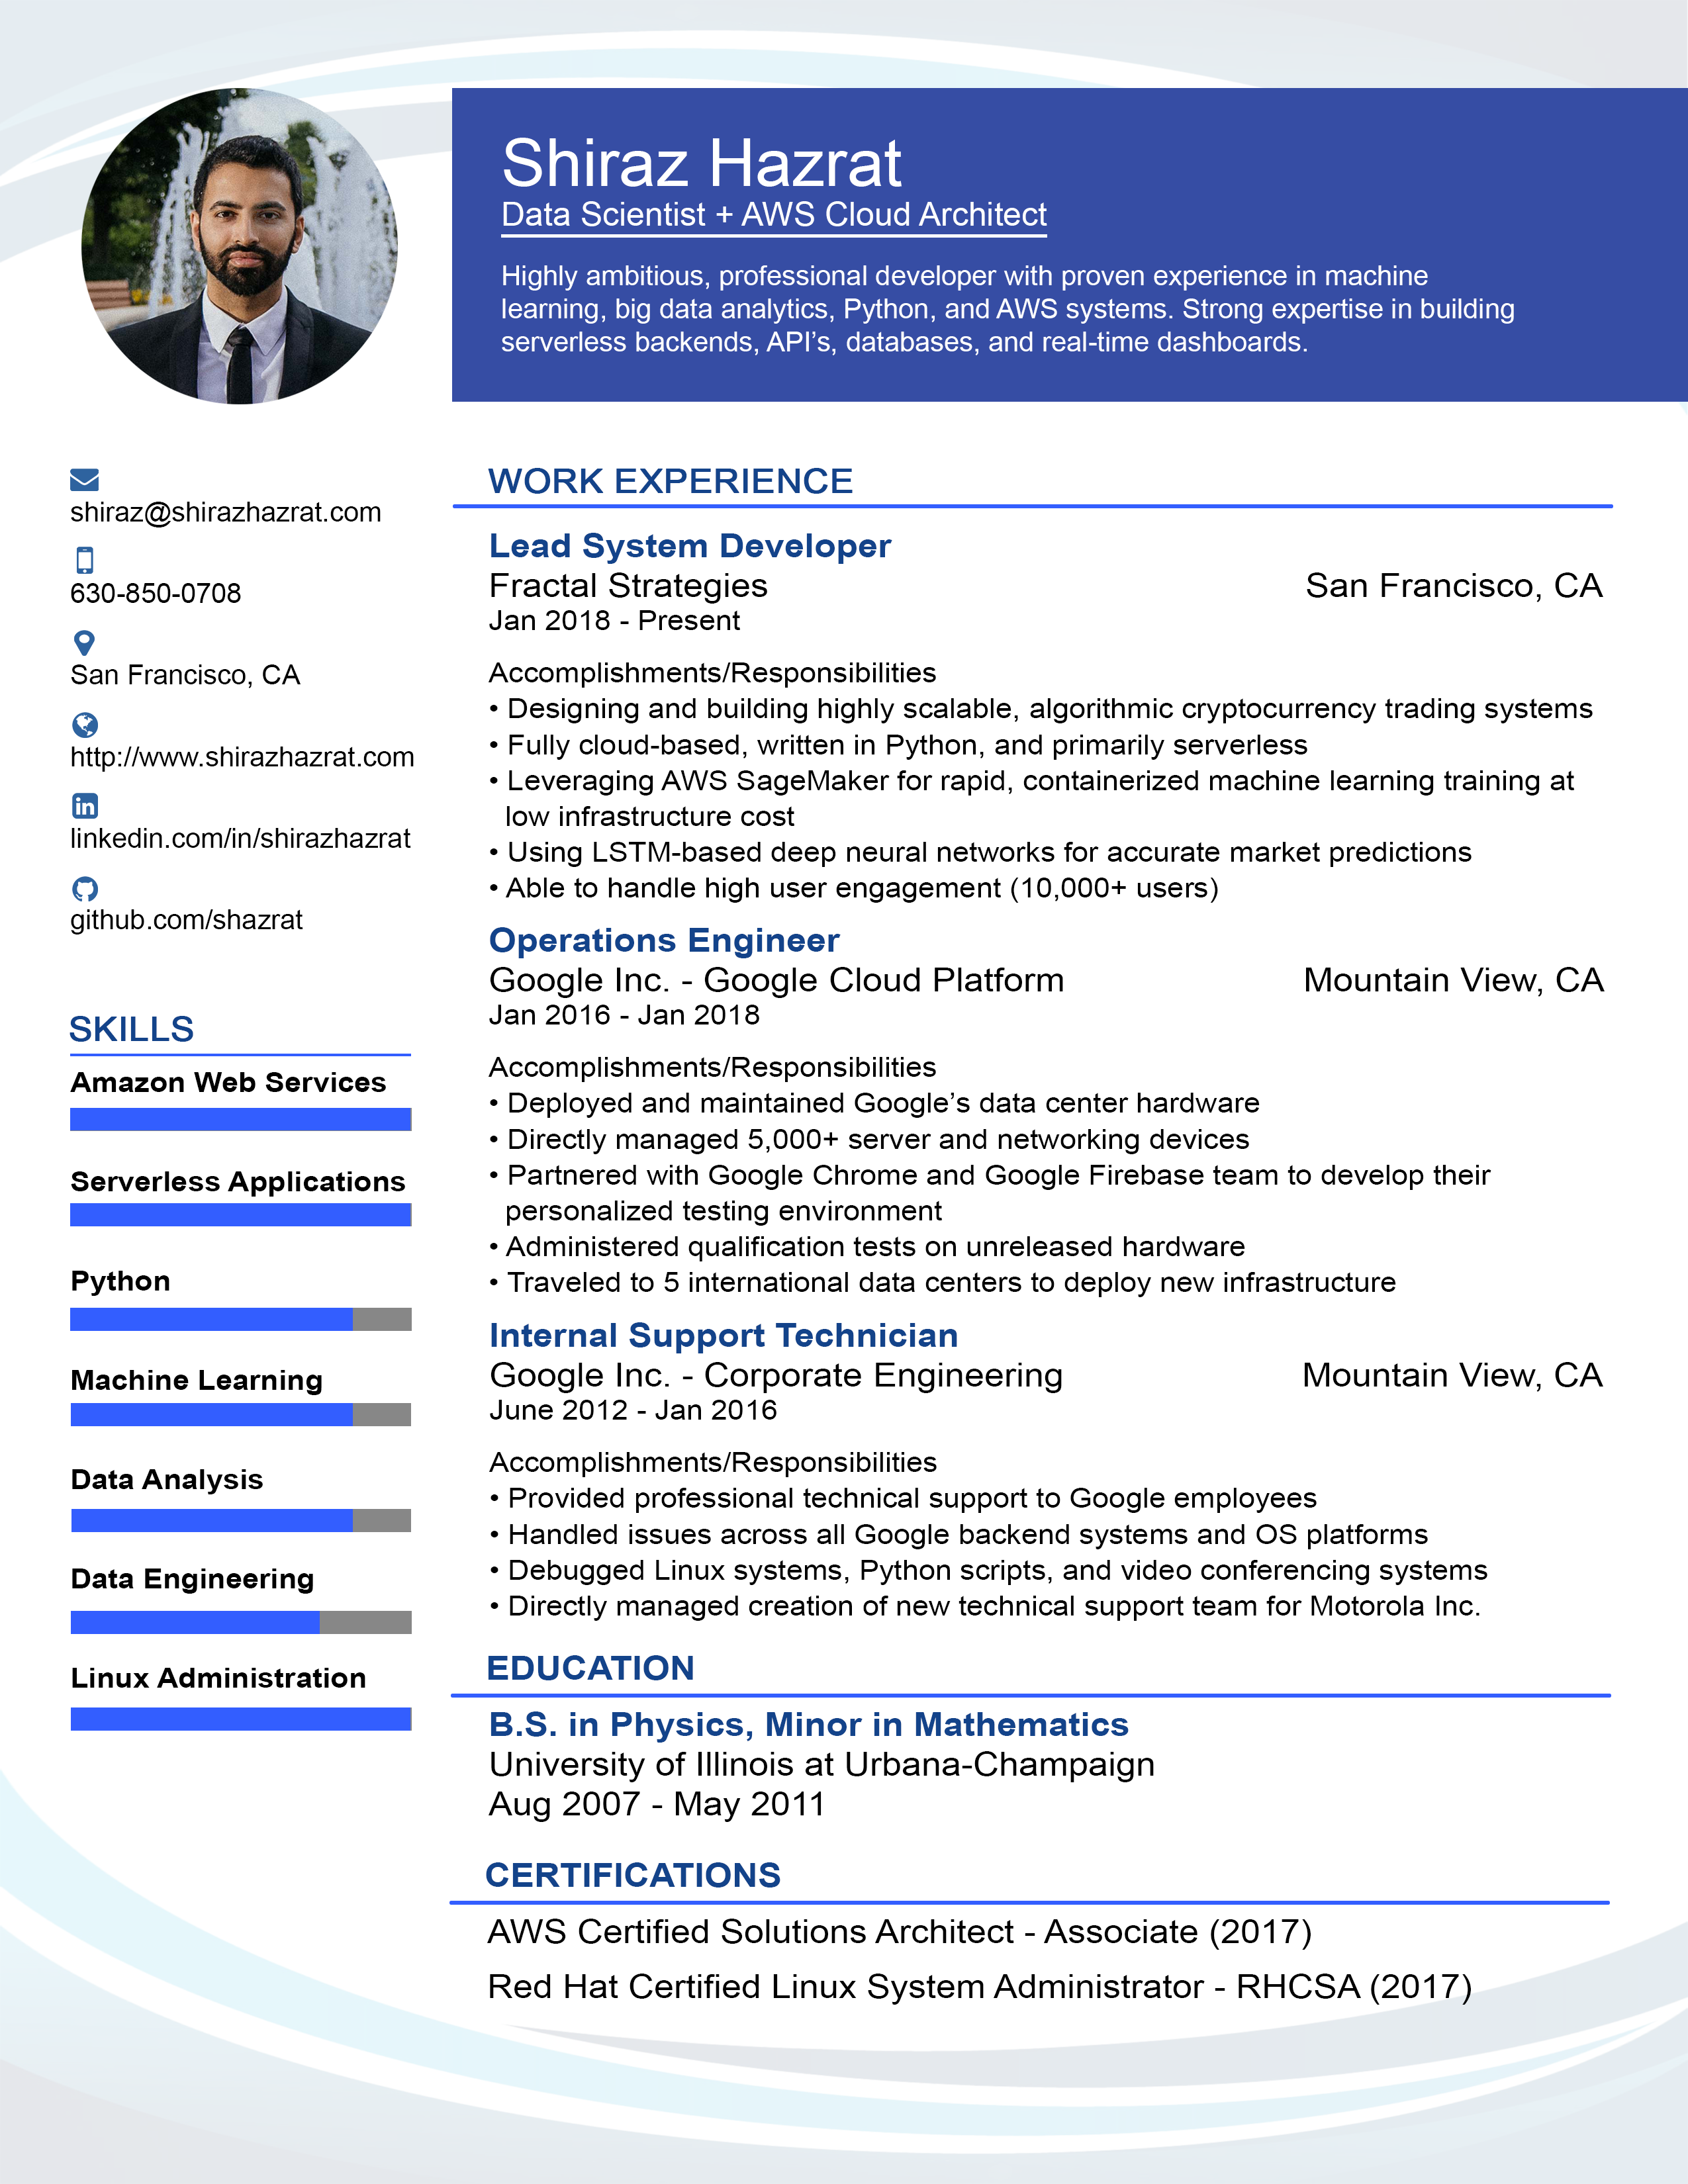 Shiraz Hazrat
Data Scientist + AWS Cloud Architect
Highly ambitious, professional developer with proven experience in machine
learning, big data analytics, Python, and AWS systems. Strong expertise in building
serverless backends, API’s, databases, and real-time dashboards.
shiraz@shirazhazrat.com
630-850-0708
San Francisco, CA
http://www.shirazhazrat.com
in
linkedin.com/in/shirazhazrat
github.com/shazrat
SKILLS
Amazon Web Services
Serverless Applications
Python
Machine Learning
Data Analysis
Data Engineering
Linux Administration
WORK EXPERIENCE
Lead System Developer
Fractal Strategies San Francisco, CA
Jan 2018 - Present
Accomplishments/Responsibilities
• Designing and building highly scalable, algorithmic cryptocurrency trading systems
• Fully cloud-based, written in Python, and primarily serverless
• Leveraging AWS SageMaker for rapid, containerized machine learning training at
low infrastructure cost
• Using LSTM-based deep neural networks for accurate market predictions
• Able to handle high user engagement (10,000+ users)
Operations Engineer
Google Inc. - Google Cloud Platform Mountain View, CA
Jan 2016 - Jan 2018
Accomplishments/Responsibilities
• Deployed and maintained Google’s data center hardware
• Directly managed 5,000+ server and networking devices
• Partnered with Google Chrome and Google Firebase team to develop their
personalized testing environment
• Administered qualification tests on unreleased hardware
• Traveled to 5 international data centers to deploy new infrastructure
Internal Support Technician
Google Inc. - Corporate Engineering Mountain View, CA
June 2012 - Jan 2016
Accomplishments/Responsibilities
• Provided professional technical support to Google employees
• Handled issues across all Google backend systems and OS platforms
• Debugged Linux systems, Python scripts, and video conferencing systems
• Directly managed creation of new technical support team for Motorola Inc.
EDUCATION
B.S. in Physics, Minor in Mathematics
University of Illinois at Urbana-Champaign
Aug 2007 - May 2011
CERTIFICATIONS
AWS Certified Solutions Architect - Associate (2017)
Red Hat Certified Linux System Administrator - RHCSA (2017)